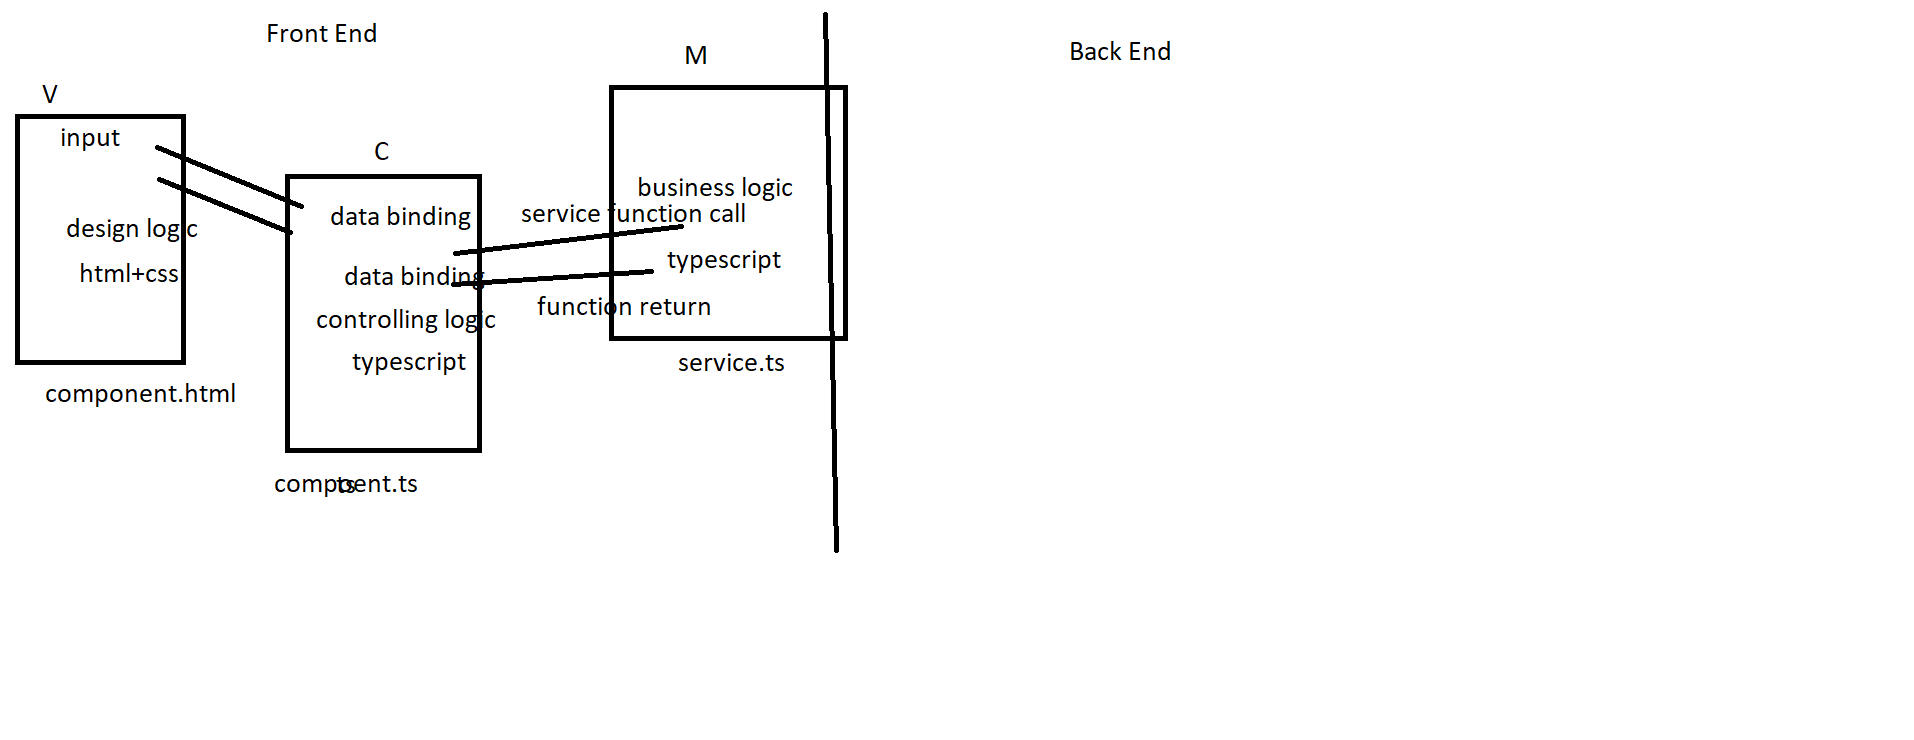 Front End
Back End
V
input
design logic
html+css
component.html
C
data binding
data binding
controlling logic
typescript
component.ts
ts
M
business logic
service function call
typescript
function return
service.ts